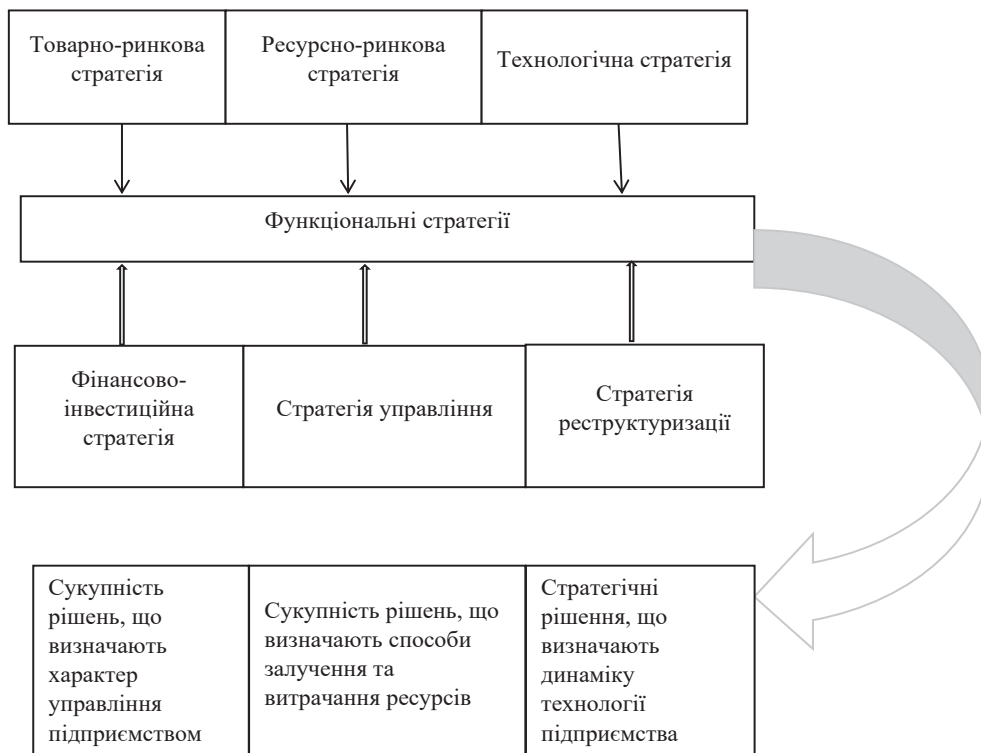 Товарно-ринкова
стратегія
Ресурсно-ринкова
стратегія
Технологічна стратегія
Функціональні стратегії
Фінансово-
інвестиційна
стратегія
Стратегія управління
Стратегія
реструктуризації
Сукупність
рішень, що
визначають
характер
управління
підприємством
Сукупність рішень, що
визначають способи
залучення та
витрачання ресурсів
Стратегічні
рішення, що
визначають
динаміку
технології
підприємства